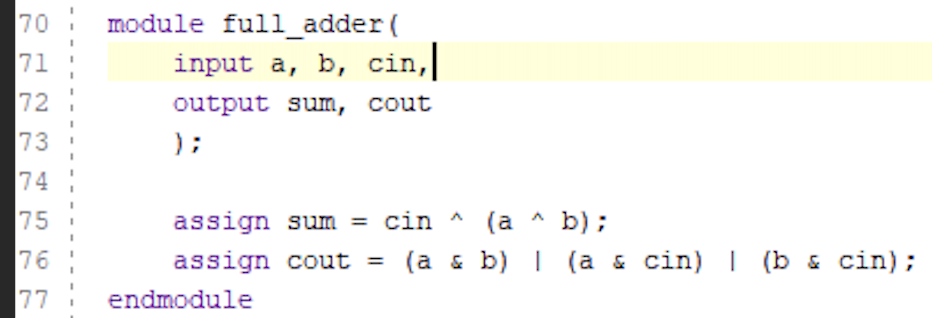 70 module full_adder(
71 input a, b, cin,
72 output sum, cout
73 );
74
75 assign sum = cin ^ (a ^ b);
76 assign cout = (a & b) | (a & cin) | (b & cin);
77 endmodule